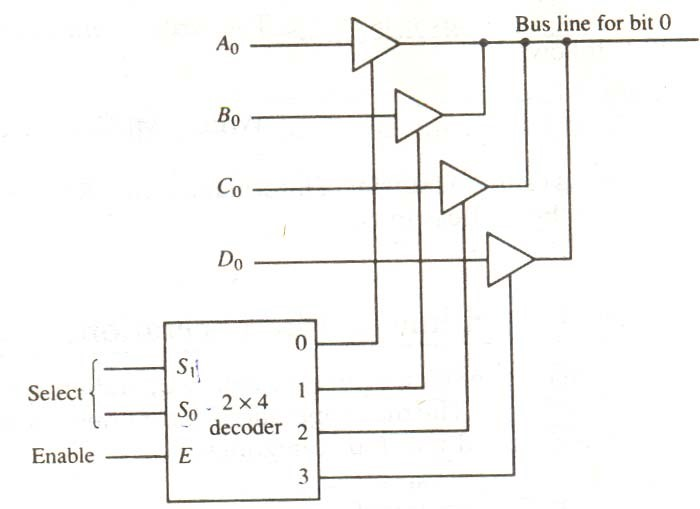 Bus line for bit 0
A0
B0
C0
D0
0
Select
S1
1
S0
2 × 4
decoder
2
Enable
E
3